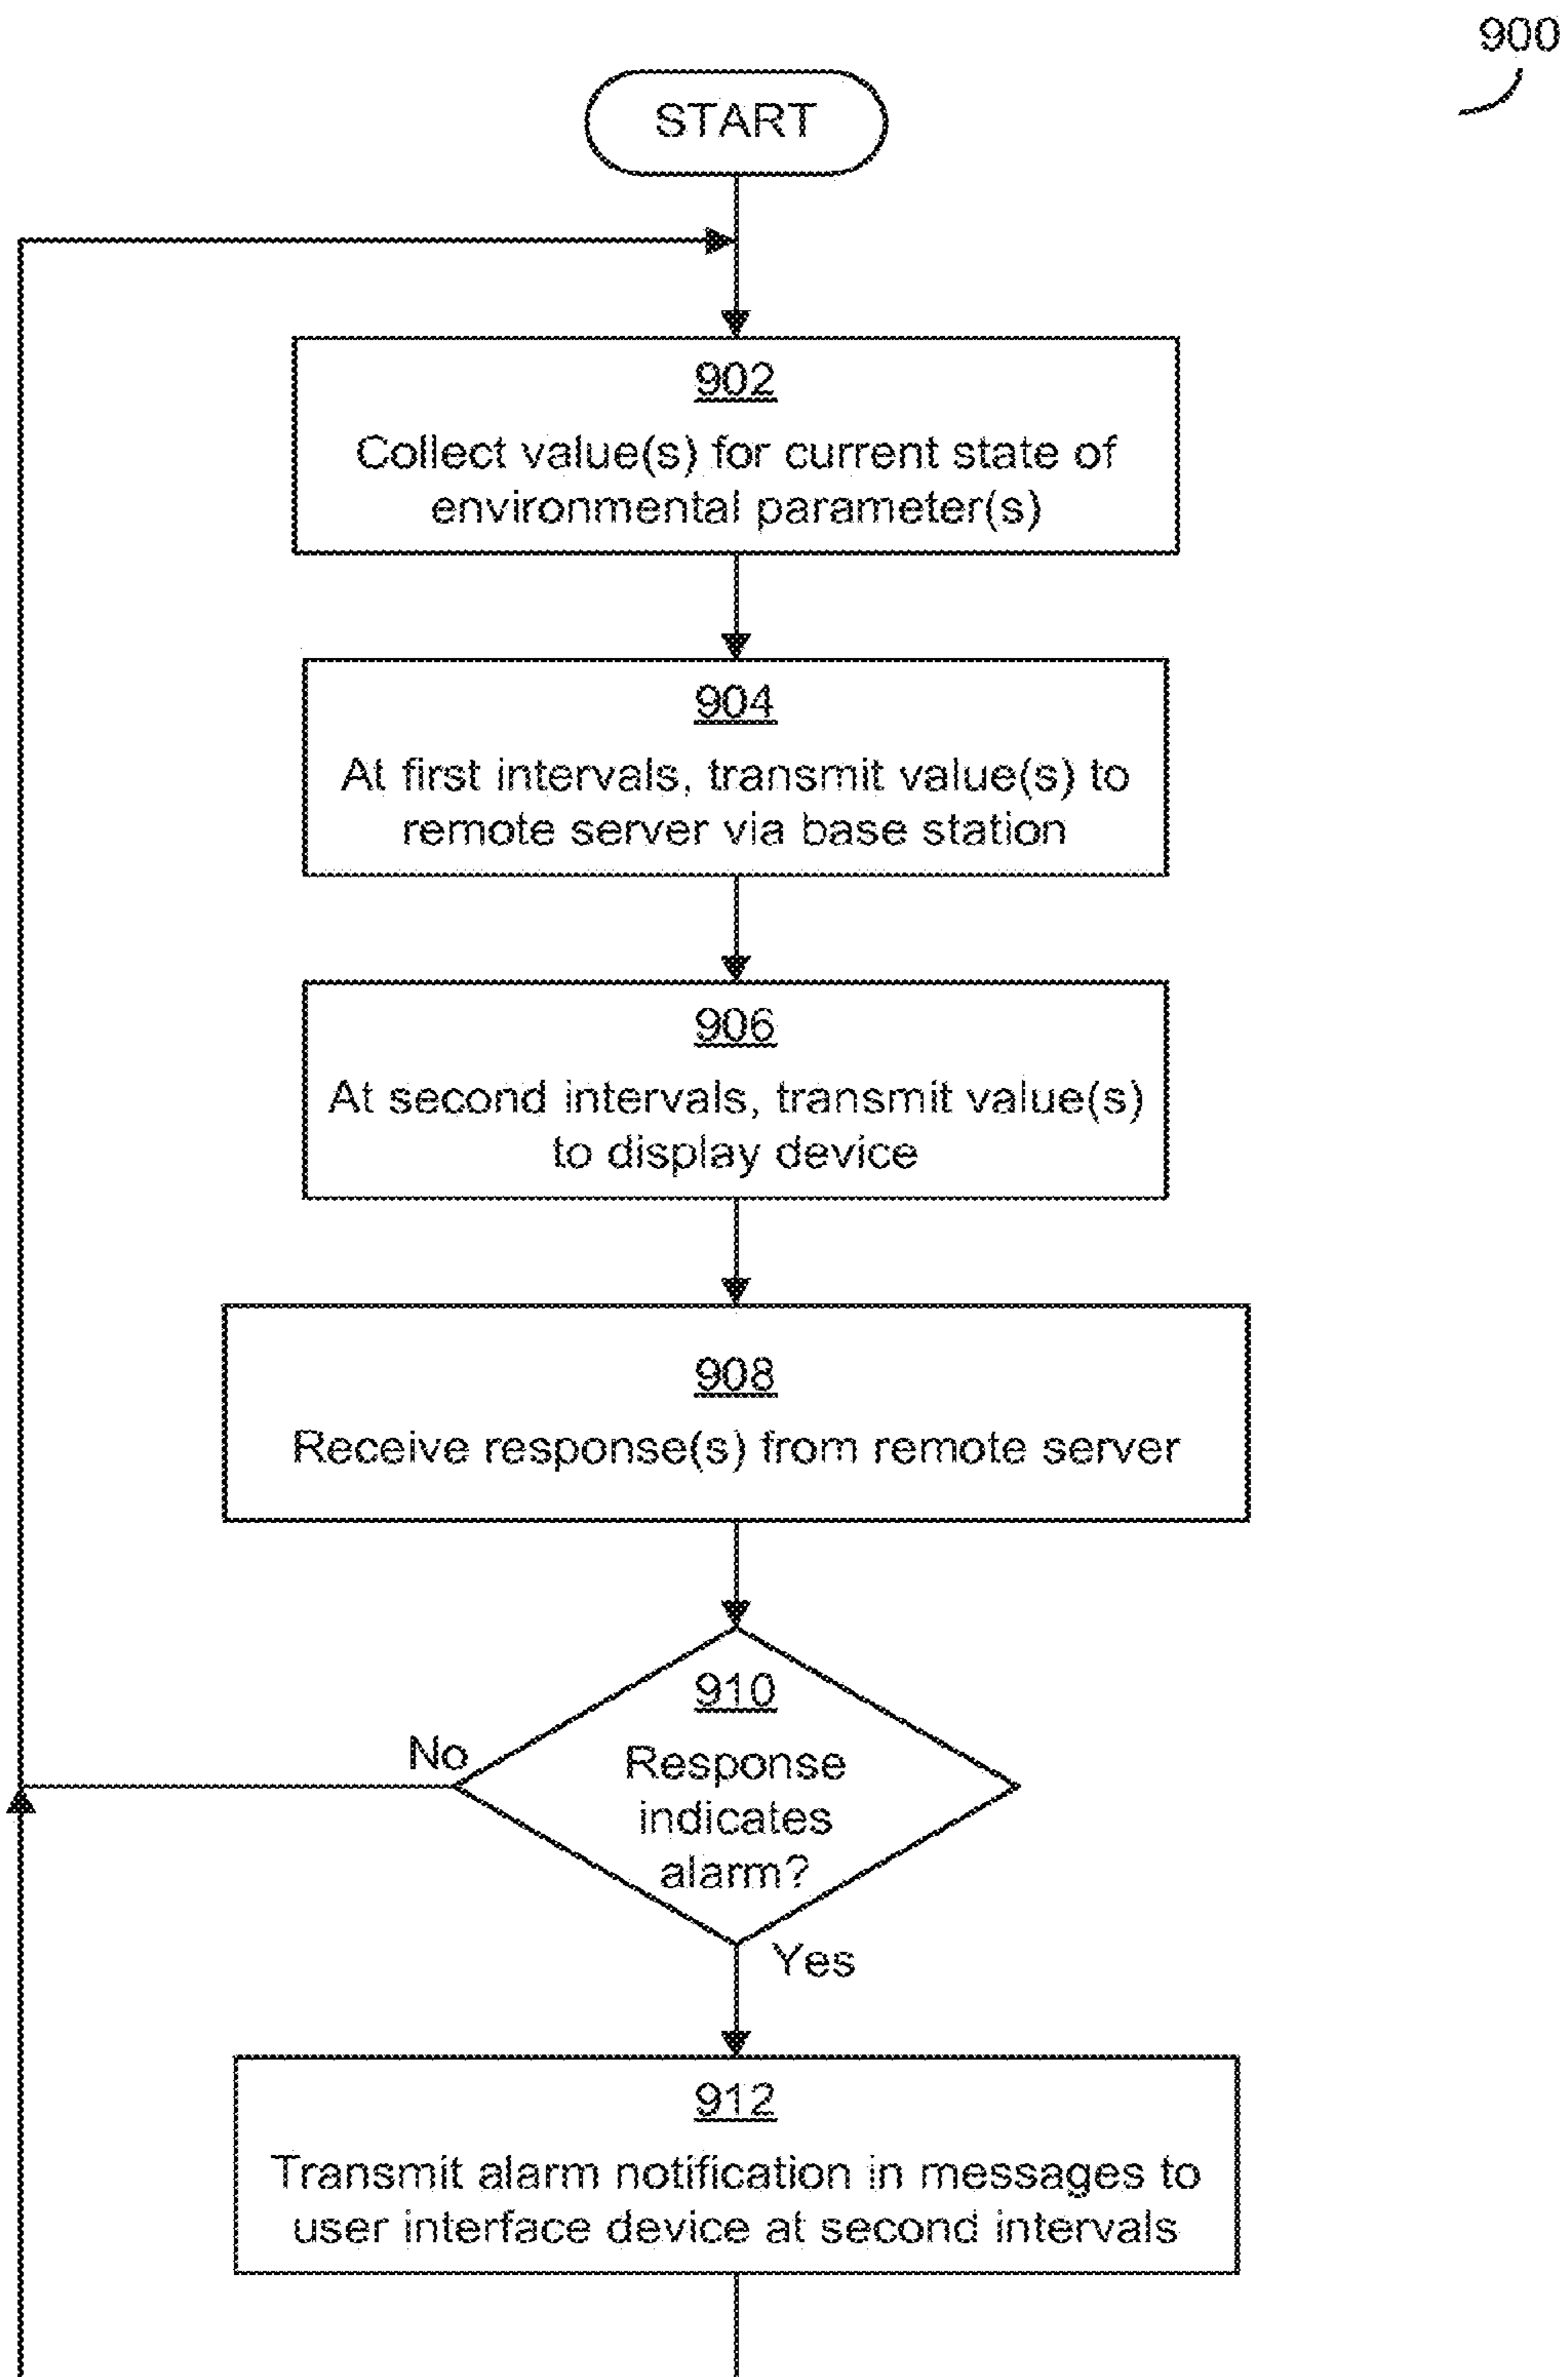 900
START
902
Collect value(s) for current state of
environmental parameter(s)
904
At first intervals, transmit value(s) to
remote server via base station
906
At second intervals, transmit value(s)
to display device
908
Receive response(s) from remote server
910
No
Response
indicates
alarm?
Yes
912
Transmit alarm notification in messages to
user interface device at second intervals